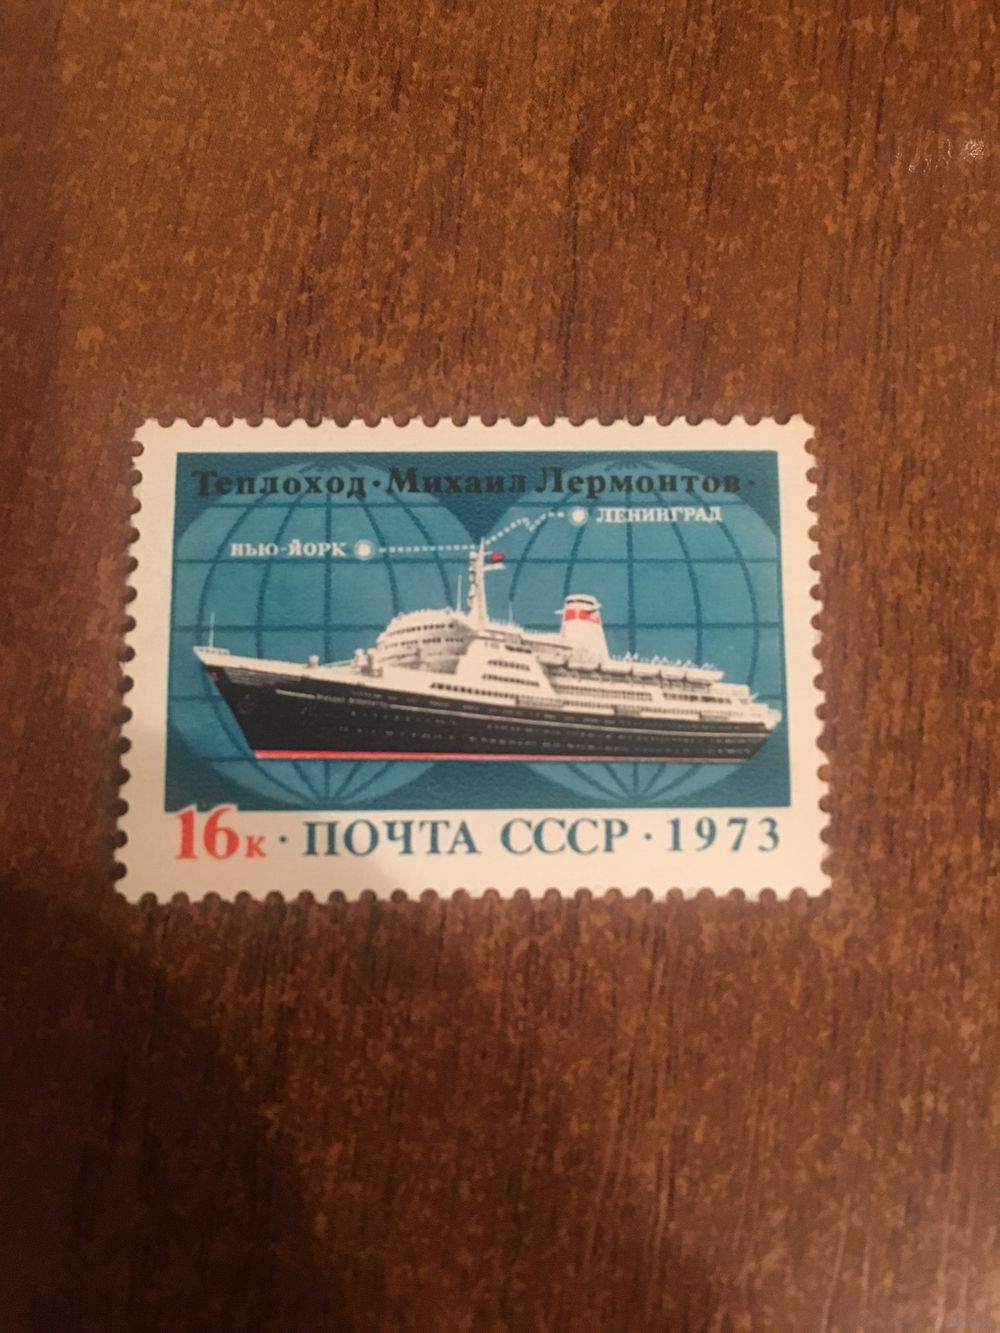 Теплоход · Михаил Лермонтов ·
ЛЕНИНГРАД
НЬЮ-ЙОРК
16к · ПОЧТА СССР · 1973